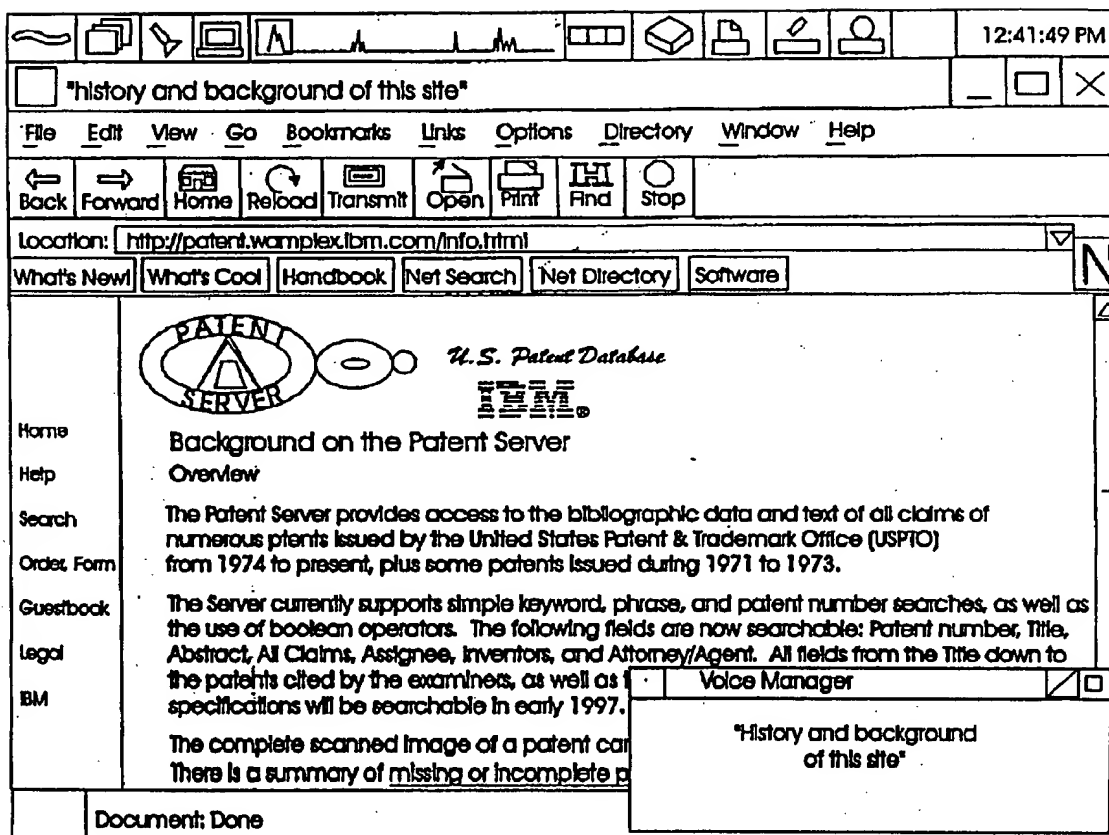 12:41:49 PM
"history and background of this site"
File Edit View Go Bookmarks Links Options Directory Window Help
Back Forward Home Reload Transmit Open Print Find Stop
Location: http://patent.womplex.ibm.com/info.html
What's New! What's Cool Handbook Net Search Net Directory Software
N
PATENT SERVER
U.S. Patent Database
IBM®
Home
Help
Search
Order Form
Guestbook
Legal
IBM
Background on the Patent Server
Overview
The Patent Server provides access to the bibliographic data and text of all claims of
numerous ptents issued by the United States Patent & Trademark Office (USPTO)
from 1974 to present, plus some patents issued during 1971 to 1973.
The Server currently supports simple keyword, phrase, and patent number searches, as well as
the use of boolean operators. The following fields are now searchable: Patent number, Title,
Abstract, All Claims, Assignee, Inventors, and Attorney/Agent. All fields from the Title down to
the patents cited by the examiners, as well as
specifications will be searchable in early 1997.
The complete scanned image of a patent can
There is a summary of missing or incomplete p
Voice Manager
"History and background
of this site"
Document: Done